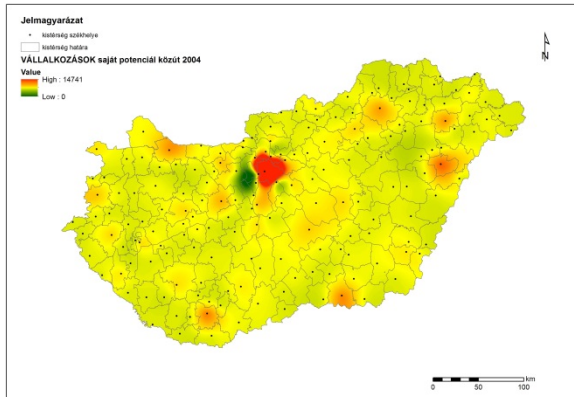 Jelmagyarázat
kistérség székhelye
kistérség határa
VÁLLALKOZÁSOK saját potenciál közút 2004
Value
High : 14741
Low : 0
N
km
0 50 100